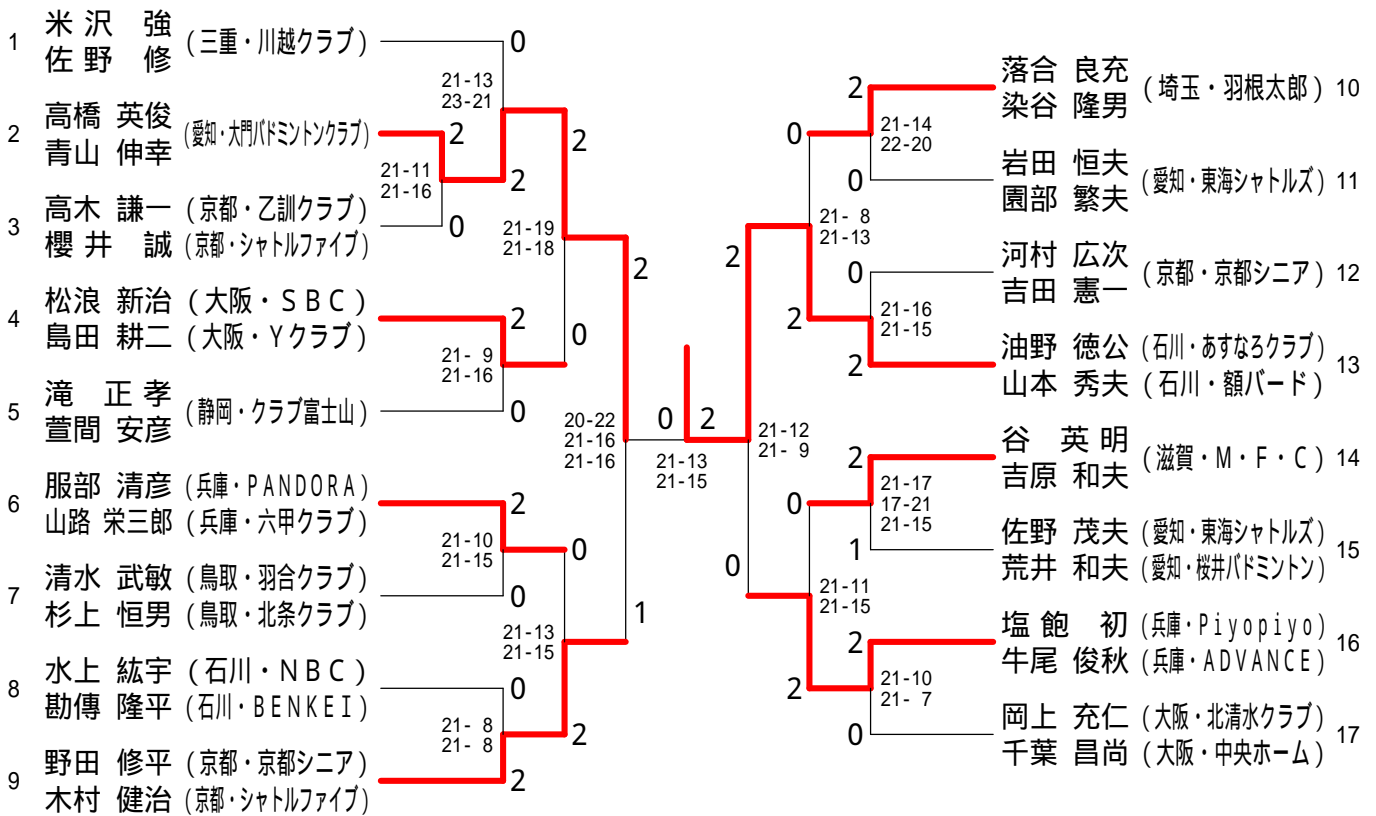 1 米沢 強 (三重・川越クラブ)
佐野 修
0
21-13
23-21
2 高橋 英俊 (愛知・大門バドミントンクラブ)
青山 伸幸
2
2
21-11
21-16
2
3 高木 謙一 (京都・乙訓クラブ)
櫻井 誠 (京都・シャトルファイブ)
0
21-19
21-18
2
4 松浪 新治 (大阪・SBC)
島田 耕二 (大阪・Yクラブ)
2
0
21- 9
21-16
5 滝 正孝 (静岡・クラブ富士山)
萱間 安彦
0
20-22
21-16
21-16
6 服部 清彦 (兵庫・PANDORA)
山路 栄三郎 (兵庫・六甲クラブ)
2
21-10
21-15
0
7 清水 武敏 (鳥取・羽合クラブ)
杉上 恒男 (鳥取・北条クラブ)
0
1
21-13
21-15
8 水上 紘宇 (石川・NBC)
勘傳 隆平 (石川・BENKEI)
0
21- 8
21- 8
2
9 野田 修平 (京都・京都シニア)
木村 健治 (京都・シャトルファイブ)
2
0 2
21-13
21-15
落合 良充 (埼玉・羽根太郎) 10
染谷 隆男
2
0
21-14
22-20
岩田 恒夫 (愛知・東海シャトルズ) 11
園部 繁夫
0
21- 8
21-13
2
河村 広次 (京都・京都シニア) 12
吉田 憲一
0
21-16
21-15
2
油野 徳公 (石川・あすなろクラブ) 13
山本 秀夫 (石川・額バード)
2
21-12
21- 9
谷 英明 (滋賀・M・F・C) 14
吉原 和夫
2
21-17
17-21
21-15
0
佐野 茂夫 (愛知・東海シャトルズ) 15
荒井 和夫 (愛知・桜井バドミントン)
1
0
21-11
21-15
塩飽 初 (兵庫・Piyopiyo) 16
牛尾 俊秋 (兵庫・ADVANCE)
2
21-10
21- 7
2
岡上 充仁 (大阪・北清水クラブ) 17
千葉 昌尚 (大阪・中央ホーム)
0